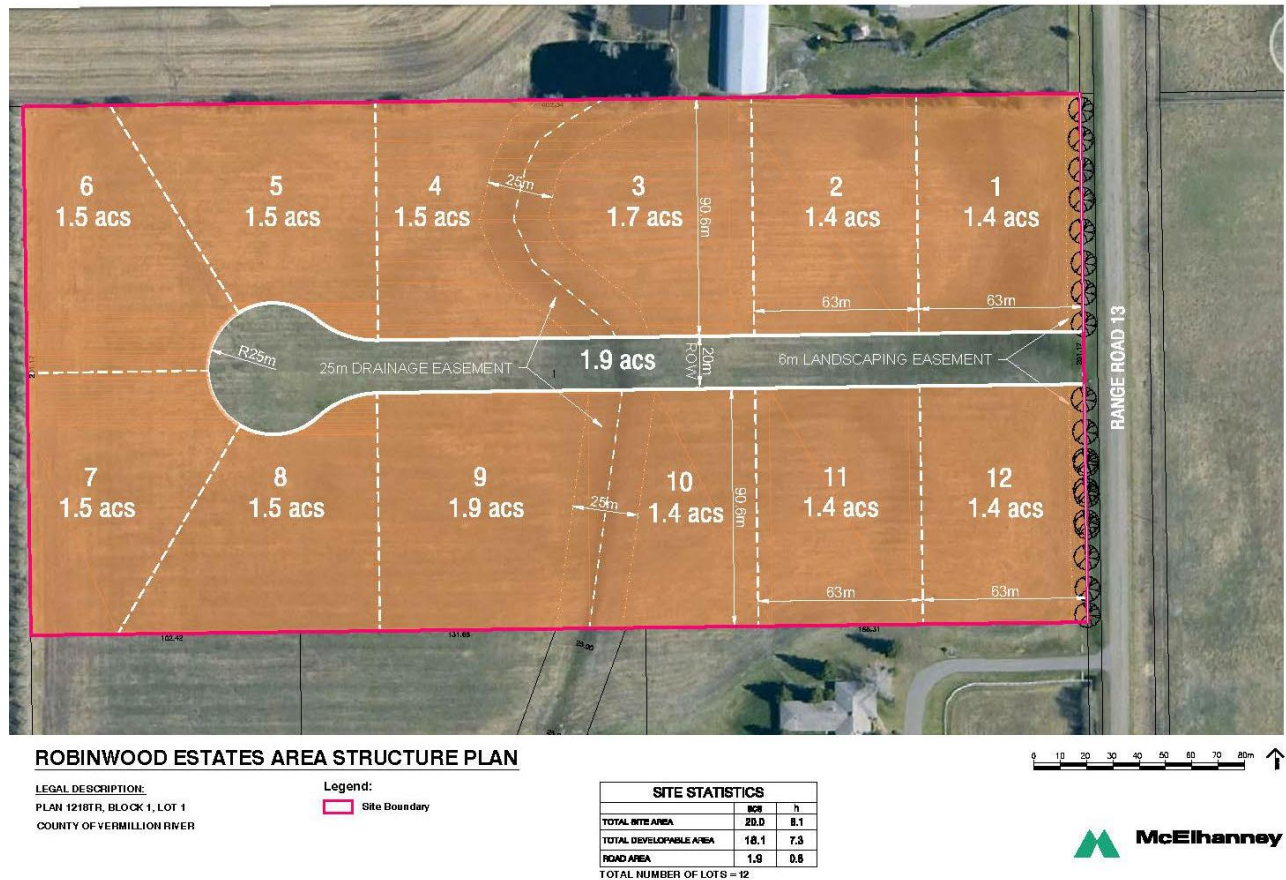 6
1.5 acs
5
1.5 acs
4
1.5 acs
25m
3
1.7 acs
90.6m
2
1.4 acs
1
1.4 acs
63m
63m
R25m
25m DRAINAGE EASEMENT
1
1.9 acs
20m
ROW
6m LANDSCAPING EASEMENT
RANGE ROAD 13
7
1.5 acs
8
1.5 acs
9
1.9 acs
25m
10
1.4 acs
90.6m
11
1.4 acs
12
1.4 acs
63m
63m
102.42
25.00
ROBINWOOD ESTATES AREA STRUCTURE PLAN
LEGAL DESCRIPTION:
PLAN 1218TR, BLOCK 1, LOT 1
COUNTY OF VERMILLION RIVER
Legend:
Site Boundary
SITE STATISTICS
acs h
TOTAL SITE AREA 20.0 8.1
TOTAL DEVELOPABLE AREA 18.1 7.3
ROAD AREA 1.9 0.8
TOTAL NUMBER OF LOTS = 12
0 10 20 30 40 50 60 70 80m
McElhanney